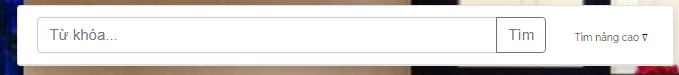 Từ khóa...
Tìm
Tìm nâng cao ∇